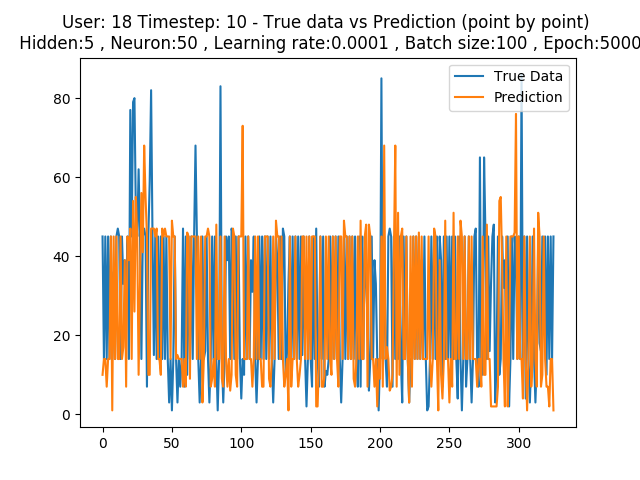 User: 18 Timestep: 10 - True data vs Prediction (point by point)
Hidden:5 , Neuron:50 , Learning rate:0.0001 , Batch size:100 , Epoch:5000
True Data
Prediction
80
60
40
20
0
0 50 100 150 200 250 300